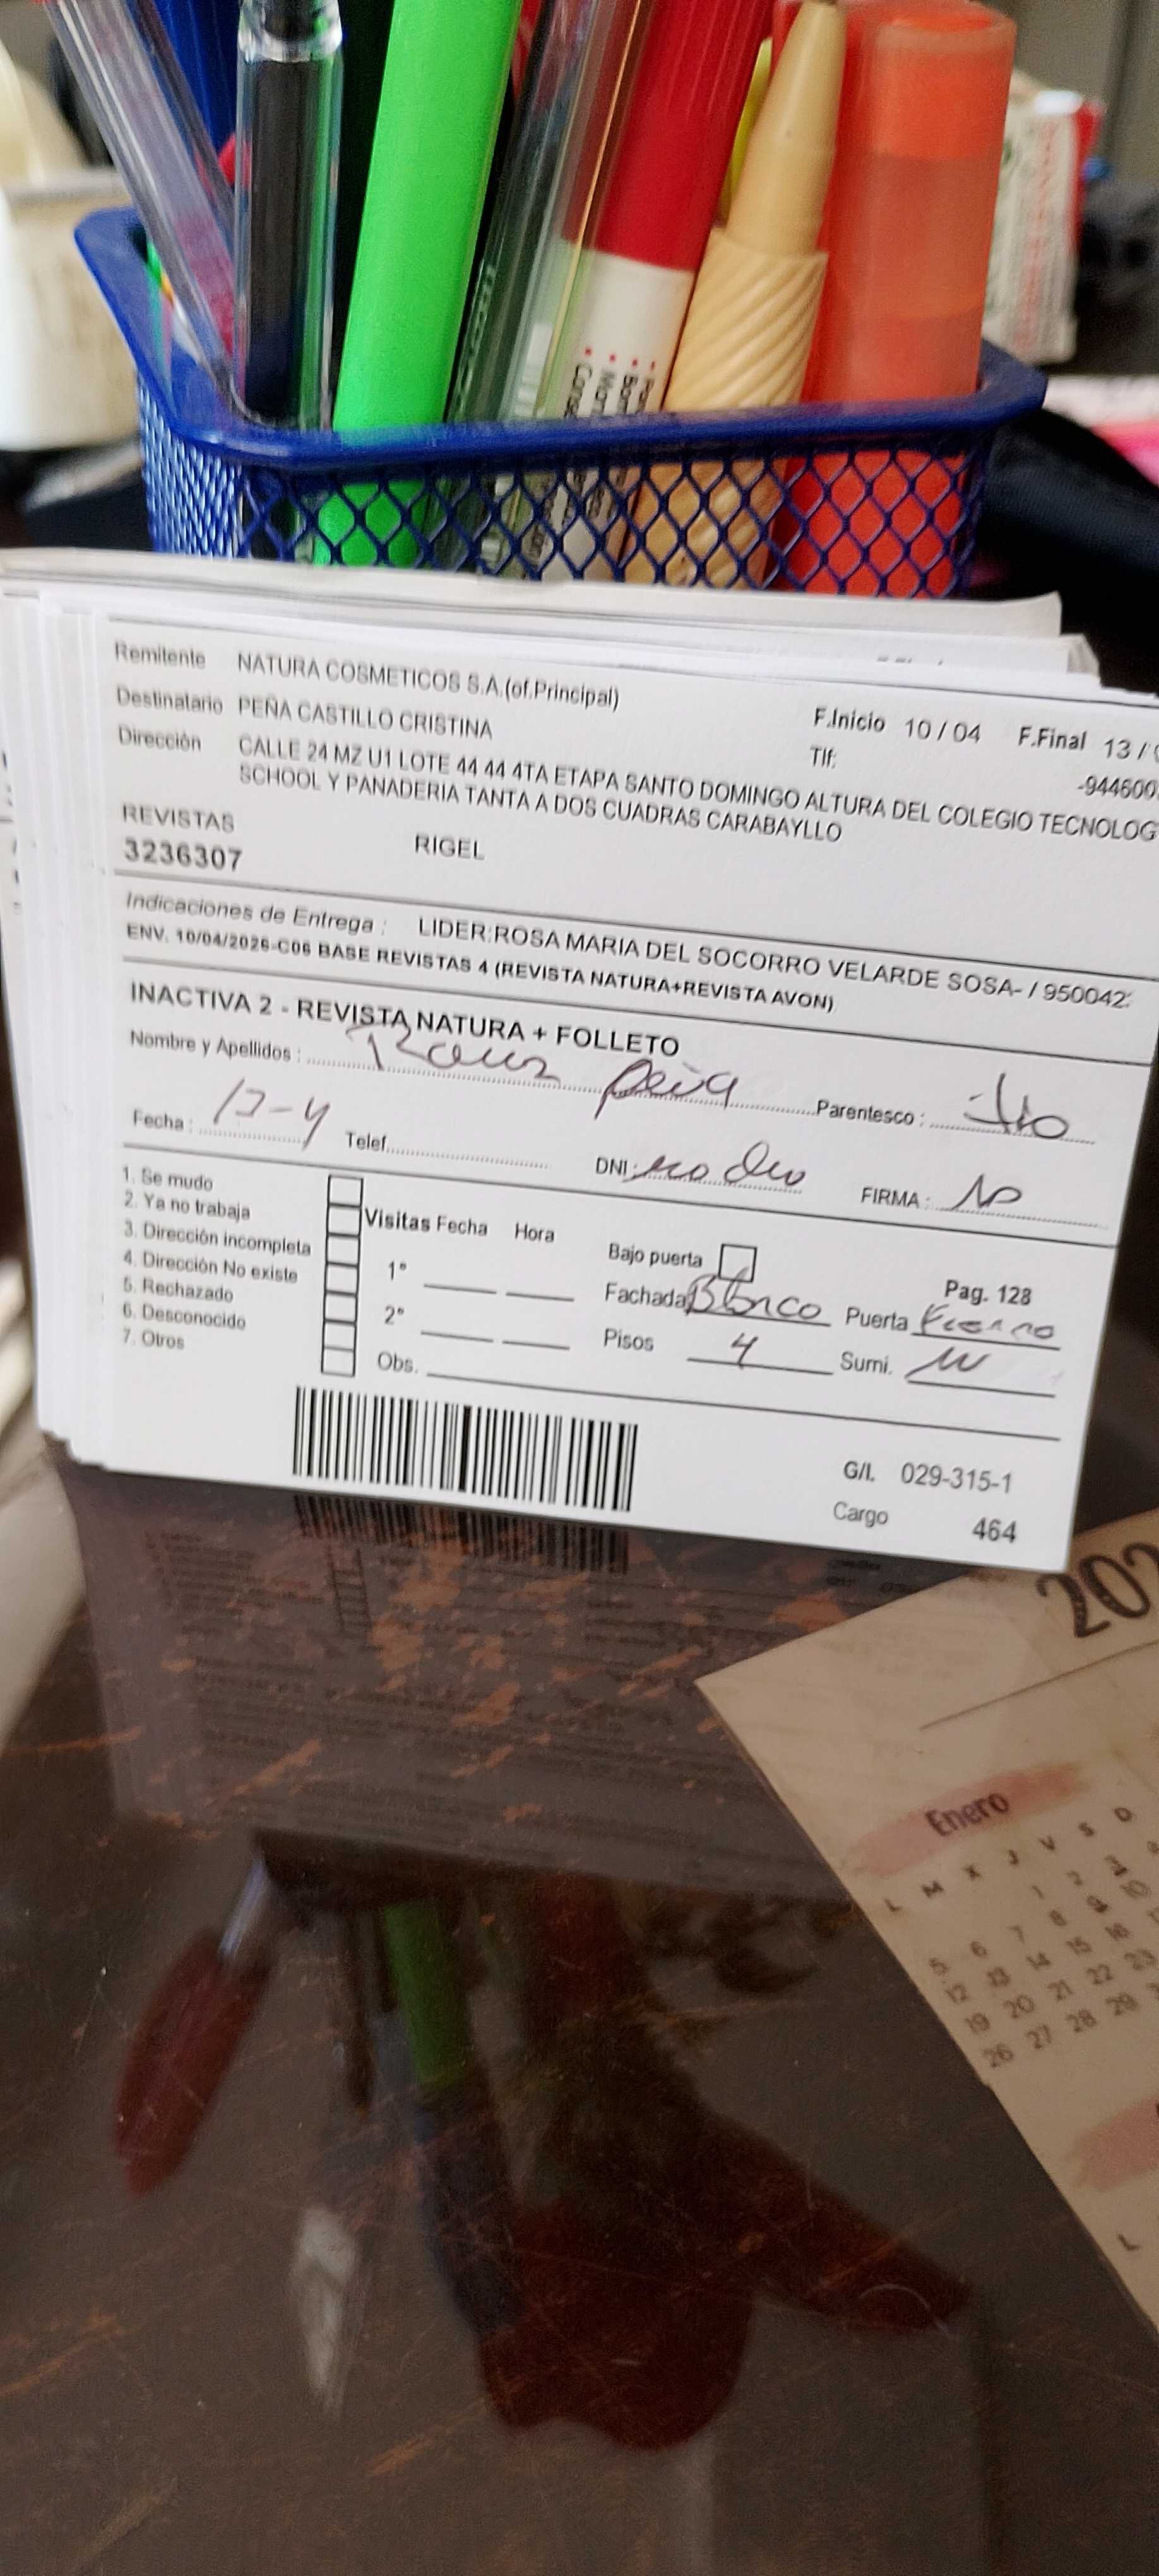 Remitente NATURA COSMETICOS S.A.(of.Principal)
Destinatario PEÑA CASTILLO CRISTINA
F.Inicio 10 / 04 F.Final 13 /
Dirección CALLE 24 MZ U1 LOTE 44 44 4TA ETAPA SANTO DOMINGO ALTURA DEL COLEGIO TECNOLOG
Tlf: -944600
SCHOOL Y PANADERIA TANTA A DOS CUADRAS CARABAYLLO
REVISTAS
3236307 RIGEL
Indicaciones de Entrega : LIDER:ROSA MARIA DEL SOCORRO VELARDE SOSA- / 950042
ENV. 10/04/2026-C06 BASE REVISTAS 4 (REVISTA NATURA+REVISTA AVON)
INACTIVA 2 - REVISTA NATURA + FOLLETO
Nombre y Apellidos : Peña Parentesco :
Fecha : Telef. DNI: FIRMA :
1. Se mudo
2. Ya no trabaja
3. Dirección incompleta
4. Dirección No existe
5. Rechazado
6. Desconocido
7. Otros
Visitas Fecha Hora
1°
2°
Obs.
Bajo puerta
Pag. 128
Fachada Blanco Puerta Fierro
Pisos 4 Sumi.
G/l. 029-315-1
Cargo 464
202
Enero
L M X J V S D
1 2 3
5 6 7 8 9 10
12 13 14 15 16
19 20 21 22 23
26 27 28 29
L